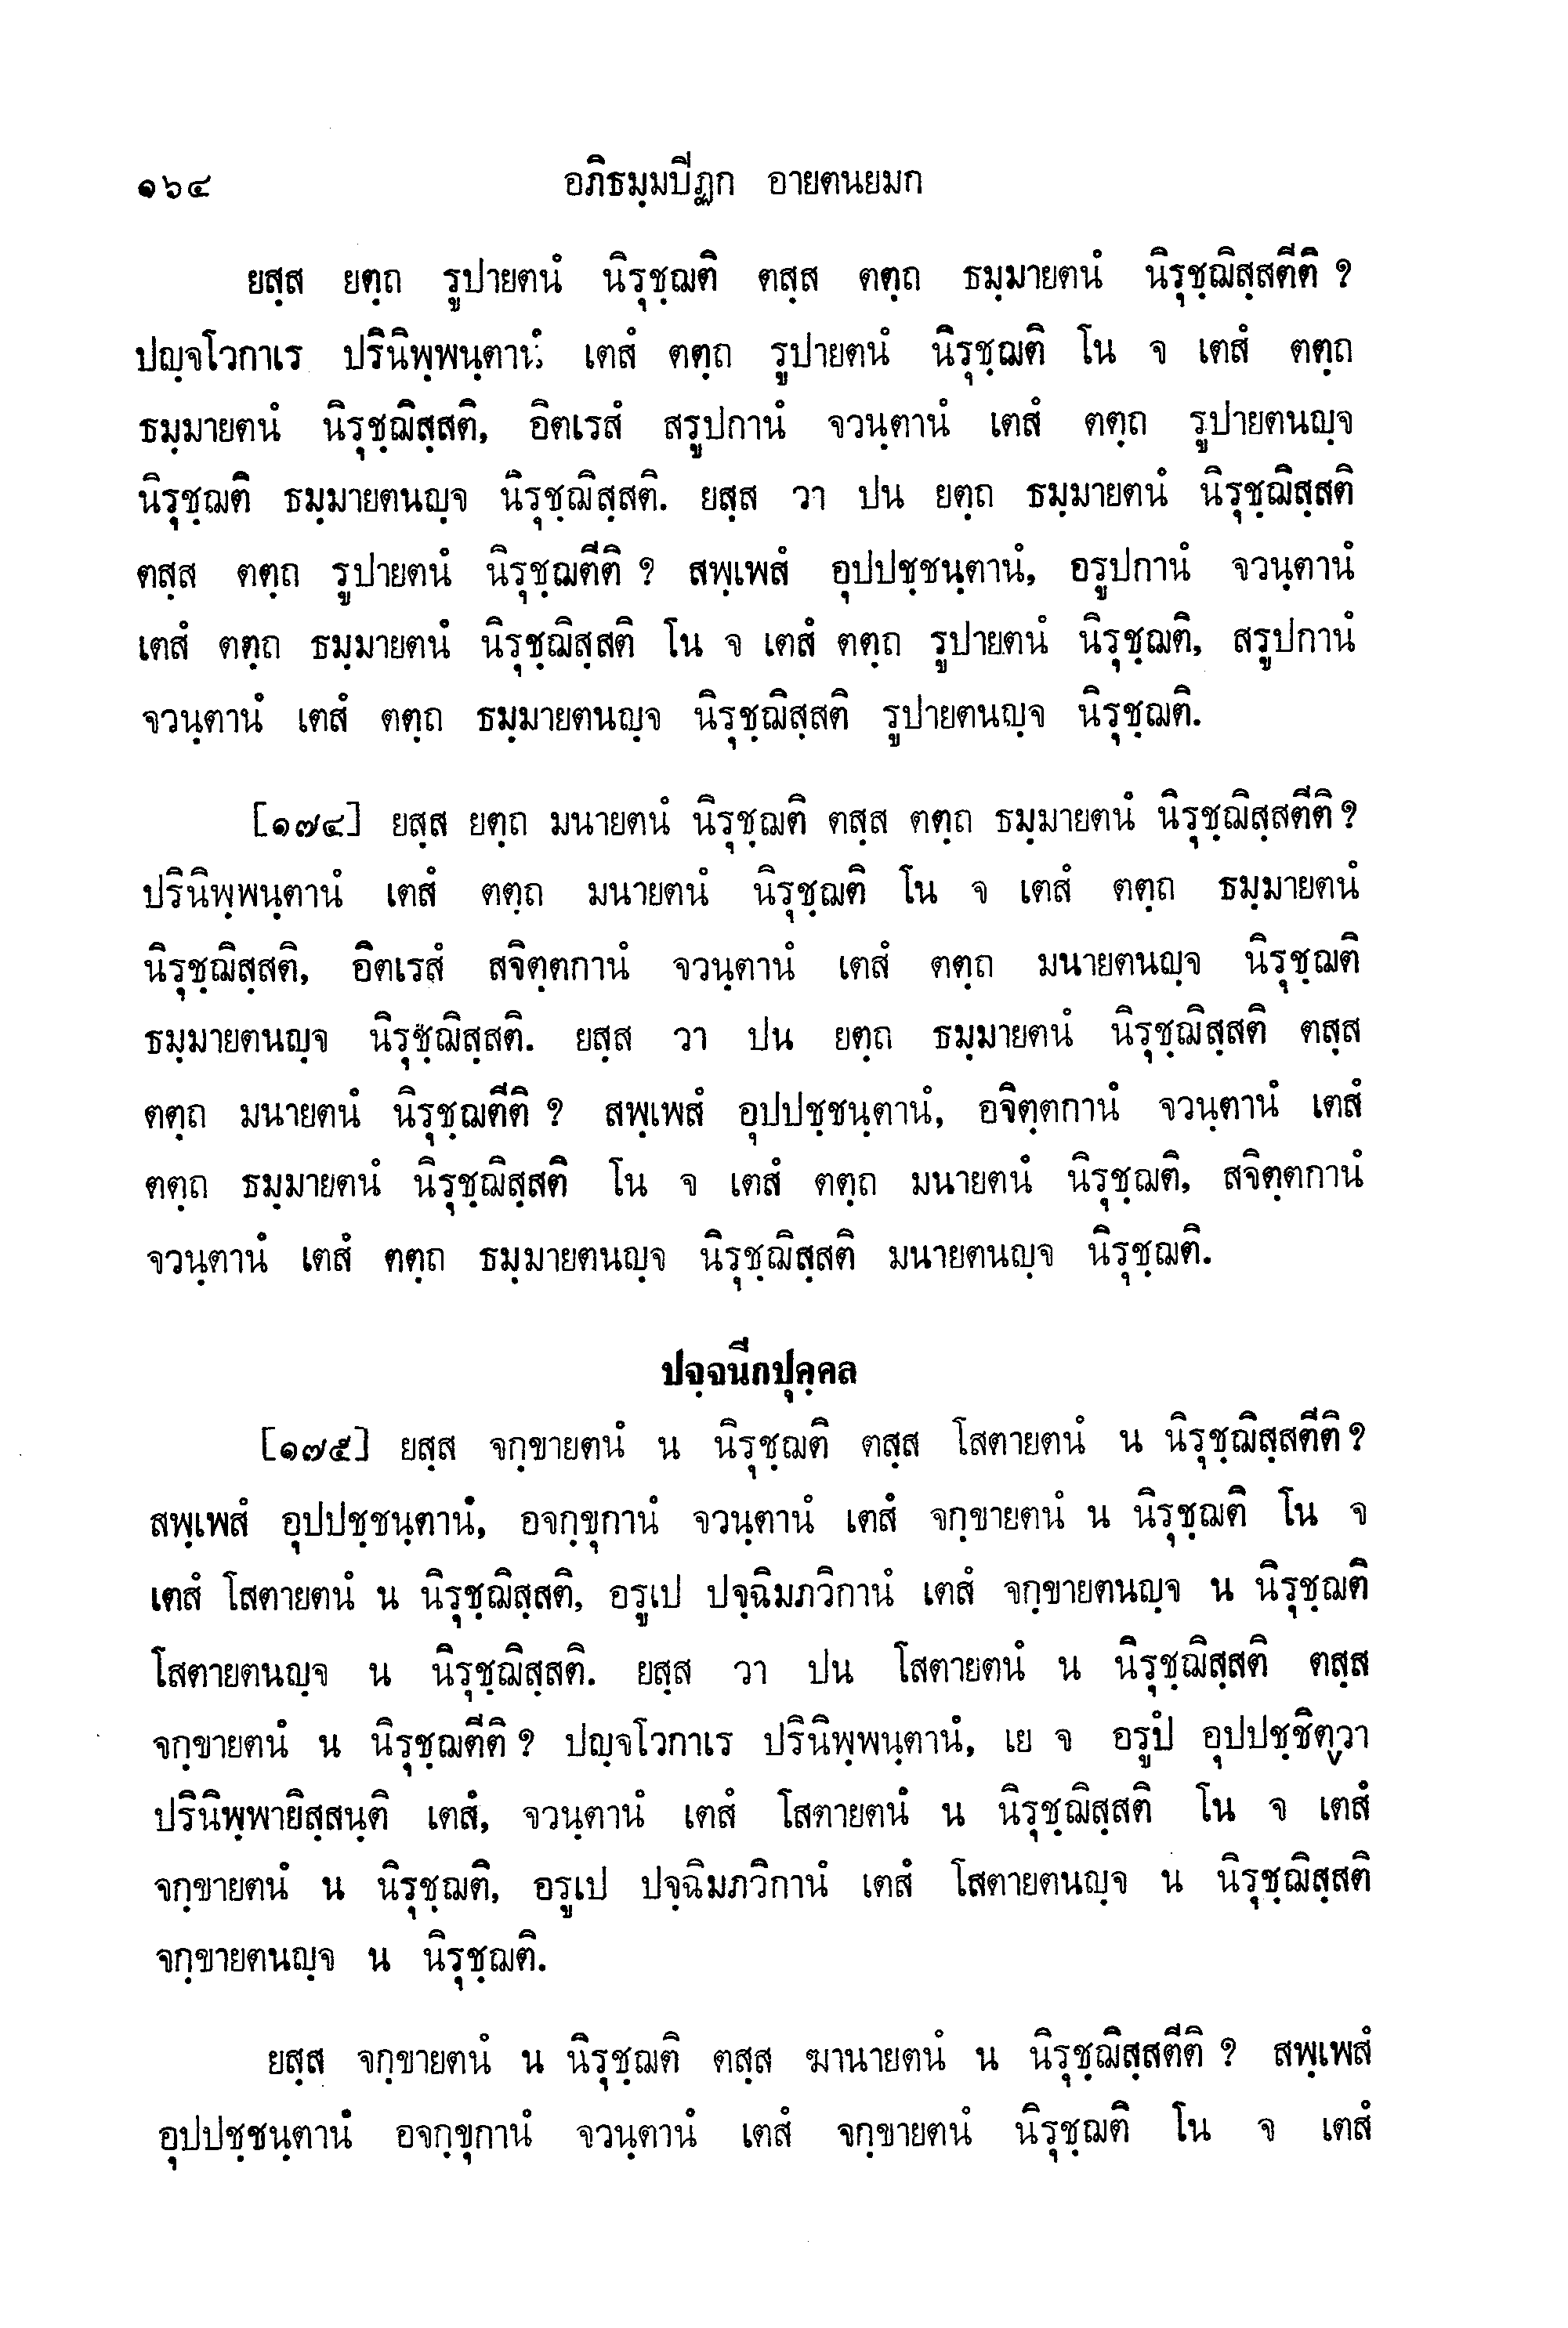 ๑๖๔ อภิธมฺมปีฏก อายตนยมก
ยสฺส ยตฺถ รูปายตนํ นิรุชฺฌติ ตสฺส ตตฺถ ธมฺมายตนํ นิรุชฺฌิสฺสตีติ ?
ปญฺจโวกาเร ปรินิพฺพนฺตานํ เตสํ ตตฺถ รูปายตนํ นิรุชฺฌติ โน จ เตสํ ตตฺถ
ธมฺมายตนํ นิรุชฺฌิสฺสติ, อิตเรสํ สรูปกานํ จวนฺตานํ เตสํ ตตฺถ รูปายตนญฺจ
นิรุชฺฌติ ธมฺมายตนญฺจ นิรุชฺฌิสฺสติ. ยสฺส วา ปน ยตฺถ ธมฺมายตนํ นิรุชฺฌิสฺสติ
ตสฺส ตตฺถ รูปายตนํ นิรุชฺฌตีติ ? สพฺเพสํ อุปปชฺชนฺตานํ, อรูปกานํ จวนฺตานํ
เตสํ ตตฺถ ธมฺมายตนํ นิรุชฺฌิสฺสติ โน จ เตสํ ตตฺถ รูปายตนํ นิรุชฺฌติ, สรูปกานํ
จวนฺตานํ เตสํ ตตฺถ ธมฺมายตนญฺจ นิรุชฺฌิสฺสติ รูปายตนญฺจ นิรุชฺฌติ.
[๑๗๔] ยสฺส ยตฺถ มนายตนํ นิรุชฺฌติ ตสฺส ตตฺถ ธมฺมายตนํ นิรุชฺฌิสฺสตีติ ?
ปรินิพฺพนฺตานํ เตสํ ตตฺถ มนายตนํ นิรุชฺฌติ โน จ เตสํ ตตฺถ ธมฺมายตนํ
นิรุชฺฌิสฺสติ, อิตเรสํ สจิตฺตกานํ จวนฺตานํ เตสํ ตตฺถ มนายตนญฺจ นิรุชฺฌติ
ธมฺมายตนญฺจ นิรุชฺฌิสฺสติ. ยสฺส วา ปน ยตฺถ ธมฺมายตนํ นิรุชฺฌิสฺสติ ตสฺส
ตตฺถ มนายตนํ นิรุชฺฌตีติ ? สพฺเพสํ อุปปชฺชนฺตานํ, อจิตฺตกานํ จวนฺตานํ เตสํ
ตตฺถ ธมฺมายตนํ นิรุชฺฌิสฺสติ โน จ เตสํ ตตฺถ มนายตนํ นิรุชฺฌติ, สจิตฺตกานํ
จวนฺตานํ เตสํ ตตฺถ ธมฺมายตนญฺจ นิรุชฺฌิสฺสติ มนายตนญฺจ นิรุชฺฌติ.
ปจฺจนีกปุคฺคล
[๑๗๕] ยสฺส จกฺขายตนํ น นิรุชฺฌติ ตสฺส โสตายตนํ น นิรุชฺฌิสฺสตีติ ?
สพฺเพสํ อุปปชฺชนฺตานํ, อจกฺขุกานํ จวนฺตานํ เตสํ จกฺขายตนํ น นิรุชฺฌติ โน จ
เตสํ โสตายตนํ น นิรุชฺฌิสฺสติ, อรูเป ปจฺฉิมภวิกานํ เตสํ จกฺขายตนญฺจ น นิรุชฺฌติ
โสตายตนญฺจ น นิรุชฺฌิสฺสติ. ยสฺส วา ปน โสตายตนํ น นิรุชฺฌิสฺสติ ตสฺส
จกฺขายตนํ น นิรุชฺฌตีติ ? ปญฺจโวกาเร ปรินิพฺพนฺตานํ, เย จ อรูปํ อุปปชฺชิตฺวา
ปรินิพฺพายิสฺสนฺติ เตสํ, จวนฺตานํ เตสํ โสตายตนํ น นิรุชฺฌิสฺสติ โน จ เตสํ
จกฺขายตนํ น นิรุชฺฌติ, อรูเป ปจฺฉิมภวิกานํ เตสํ โสตายตนญฺจ น นิรุชฺฌิสฺสติ
จกฺขายตนญฺจ น นิรุชฺฌติ.
ยสฺส จกฺขายตนํ น นิรุชฺฌติ ตสฺส ฆานายตนํ น นิรุชฺฌิสฺสตีติ ? สพฺเพสํ
อุปปชฺชนฺตานํ อจกฺขุกานํ จวนฺตานํ เตสํ จกฺขายตนํ นิรุชฺฌติ โน จ เตสํ